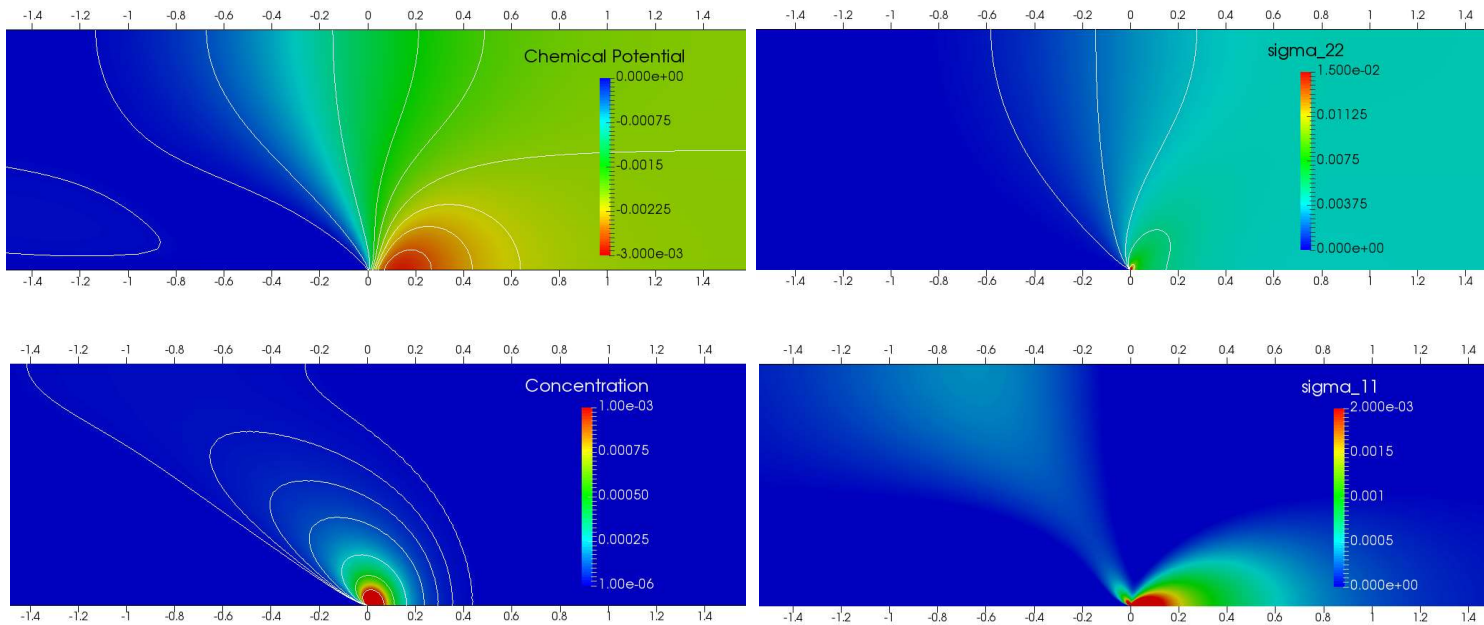 -1.4 -1.2 -1 -0.8 -0.6 -0.4 -0.2 0 0.2 0.4 0.6 0.8 1 1.2 1.4
Chemical Potential
0.000e+00
-0.00075
-0.0015
-0.00225
-3.000e-03
-1.4 -1.2 -1 -0.8 -0.6 -0.4 -0.2 0 0.2 0.4 0.6 0.8 1 1.2 1.4
-1.4 -1.2 -1 -0.8 -0.6 -0.4 -0.2 0 0.2 0.4 0.6 0.8 1 1.2 1.4
sigma_22
1.500e-02
0.01125
0.0075
0.00375
0.000e+00
-1.4 -1.2 -1 -0.8 -0.6 -0.4 -0.2 0 0.2 0.4 0.6 0.8 1 1.2 1.4
-1.4 -1.2 -1 -0.8 -0.6 -0.4 -0.2 0 0.2 0.4 0.6 0.8 1 1.2 1.4
Concentration
1.00e-03
0.00075
0.00050
0.00025
1.00e-06
-1.4 -1.2 -1 -0.8 -0.6 -0.4 -0.2 0 0.2 0.4 0.6 0.8 1 1.2 1.4
-1.4 -1.2 -1 -0.8 -0.6 -0.4 -0.2 0 0.2 0.4 0.6 0.8 1 1.2 1.4
sigma_11
2.000e-03
0.0015
0.001
0.0005
0.000e+00
-1.4 -1.2 -1 -0.8 -0.6 -0.4 -0.2 0 0.2 0.4 0.6 0.8 1 1.2 1.4